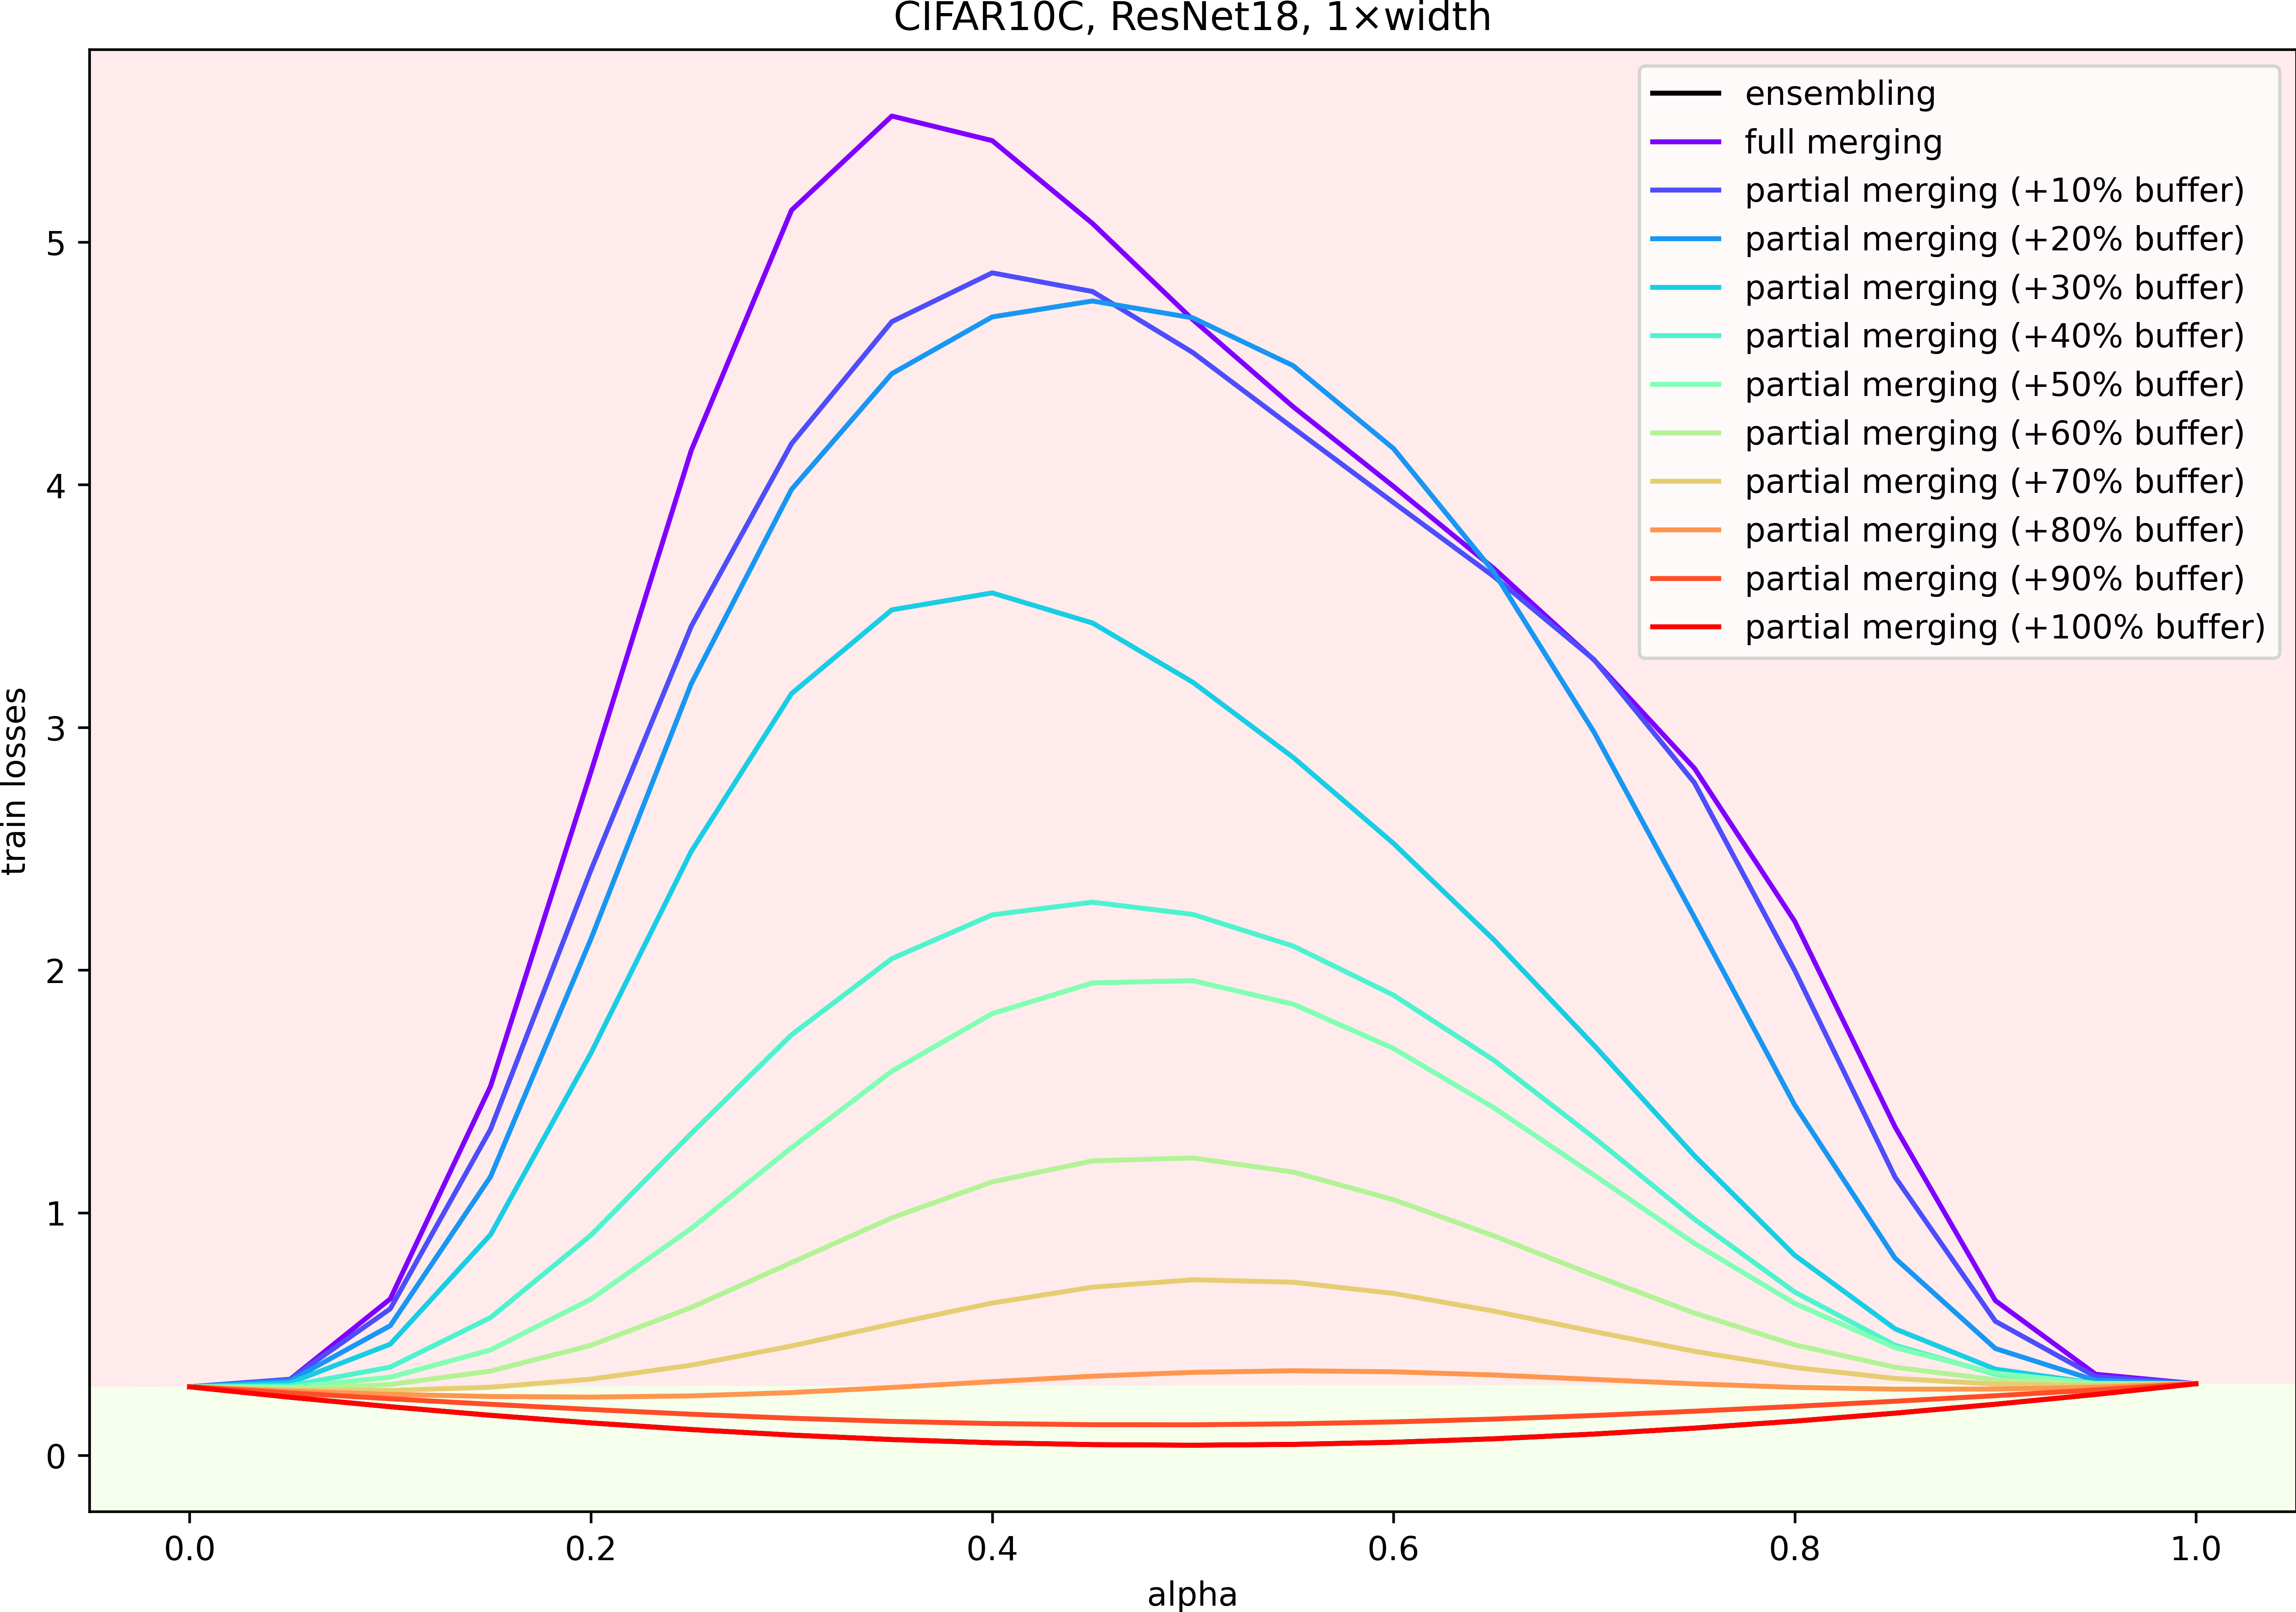 CIFAR10C, ResNet18, 1×width
ensembling
full merging
partial merging (+10% buffer)
partial merging (+20% buffer)
partial merging (+30% buffer)
partial merging (+40% buffer)
partial merging (+50% buffer)
partial merging (+60% buffer)
partial merging (+70% buffer)
partial merging (+80% buffer)
partial merging (+90% buffer)
partial merging (+100% buffer)
train losses
5
4
3
2
1
0
0.0 0.2 0.4 0.6 0.8 1.0
alpha